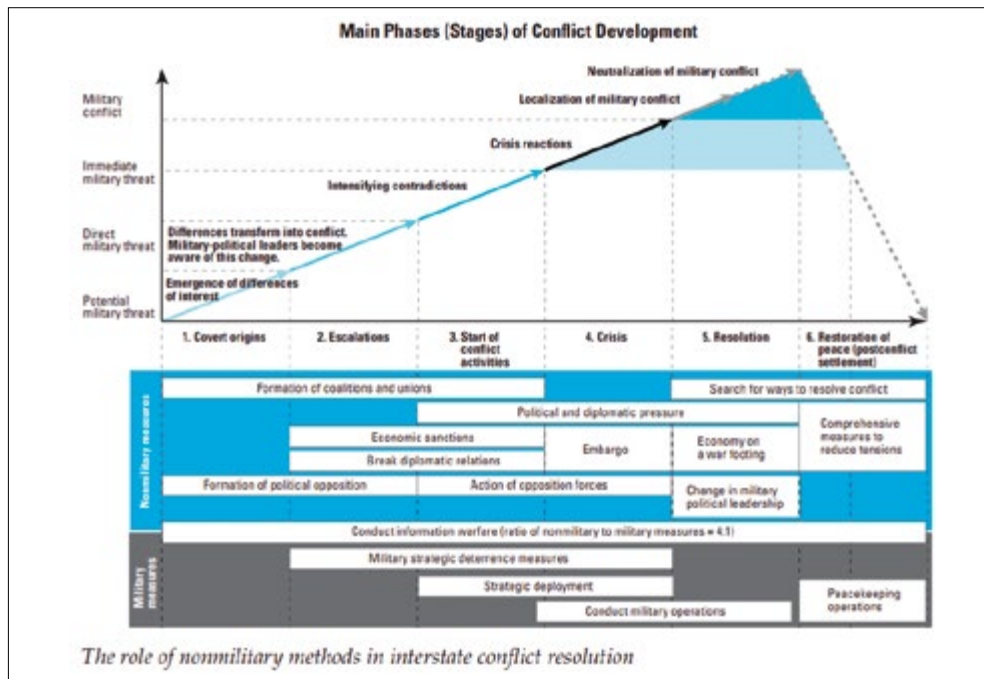 Main Phases (Stages) of Conflict Development
Neutralization of military conflict
Military
conflict
Localization of military conflict
Crisis reactions
Immediate
military threat
Intensifying contradictions
Direct
military threat
Differences transform into conflict.
Military-political leaders become
aware of this change.
Emergence of differences
of interest
Potential
military threat
1. Covert origins
2. Escalations
3. Start of
conflict
activities
4. Crisis
5. Resolution
6. Restoration of
peace (postconflict
settlement)
Nonmilitary measures
Formation of coalitions and unions
Search for ways to resolve conflict
Political and diplomatic pressure
Economic sanctions
Break diplomatic relations
Embargo
Economy on
a war footing
Comprehensive
measures to
reduce tensions
Formation of political opposition
Action of opposition forces
Change in military
political leadership
Conduct information warfare (ratio of nonmilitary to military measures = 4.1)
Military
measures
Military strategic deterrence measures
Strategic deployment
Conduct military operations
Peacekeeping
operations
The role of nonmilitary methods in interstate conflict resolution